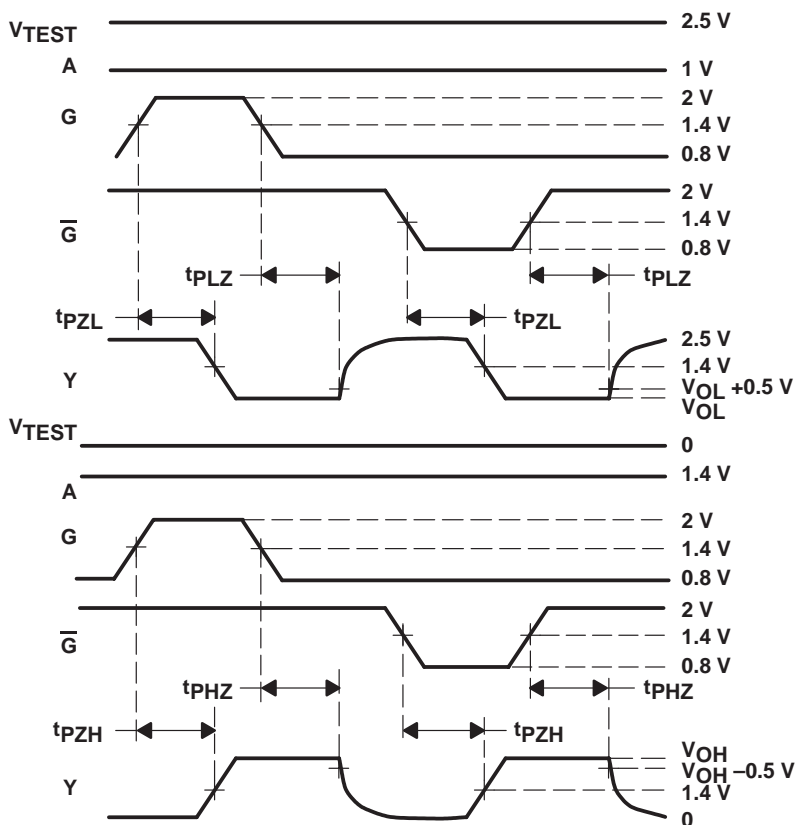 VTEST 2.5 V
A 1 V
2 V
G 1.4 V
0.8 V
2 V
G̅ 1.4 V
0.8 V
tPLZ tPLZ
tPZL tPZL
2.5 V
1.4 V
Y
VOL +0.5 V
VOL
VTEST
0
1.4 V
A
2 V
G 1.4 V
0.8 V
2 V
G̅ 1.4 V
0.8 V
tPHZ tPHZ
tPZH tPZH
VOH
VOH –0.5 V
Y 1.4 V
0